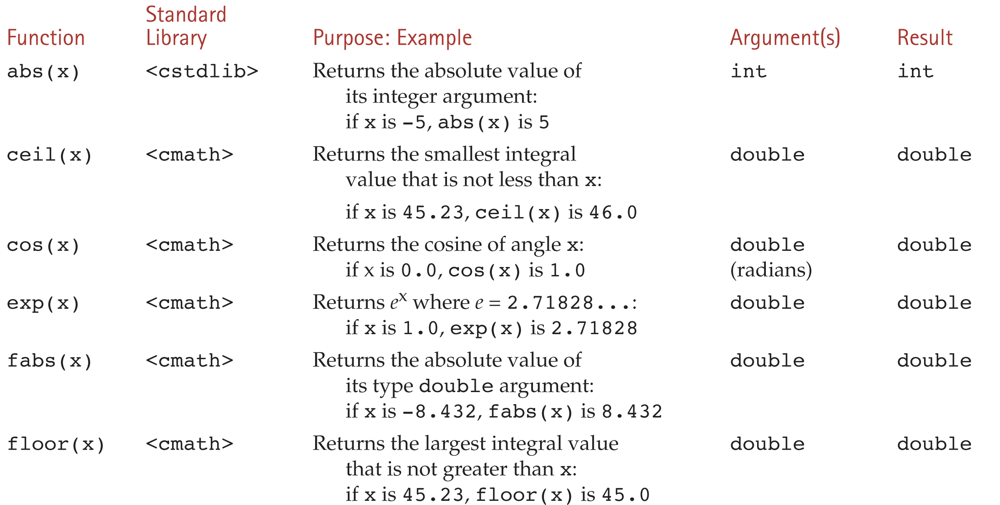 Standard
Function Library Purpose: Example Argument(s) Result
abs(x) <cstdlib> Returns the absolute value of int int
its integer argument:
if x is -5, abs(x) is 5
ceil(x) <cmath> Returns the smallest integral double double
value that is not less than x:
if x is 45.23, ceil(x) is 46.0
cos(x) <cmath> Returns the cosine of angle x: double double
if x is 0.0, cos(x) is 1.0 (radians)
exp(x) <cmath> Returns eˣ where e = 2.71828...: double double
if x is 1.0, exp(x) is 2.71828
fabs(x) <cmath> Returns the absolute value of double double
its type double argument:
if x is -8.432, fabs(x) is 8.432
floor(x) <cmath> Returns the largest integral value double double
that is not greater than x:
if x is 45.23, floor(x) is 45.0